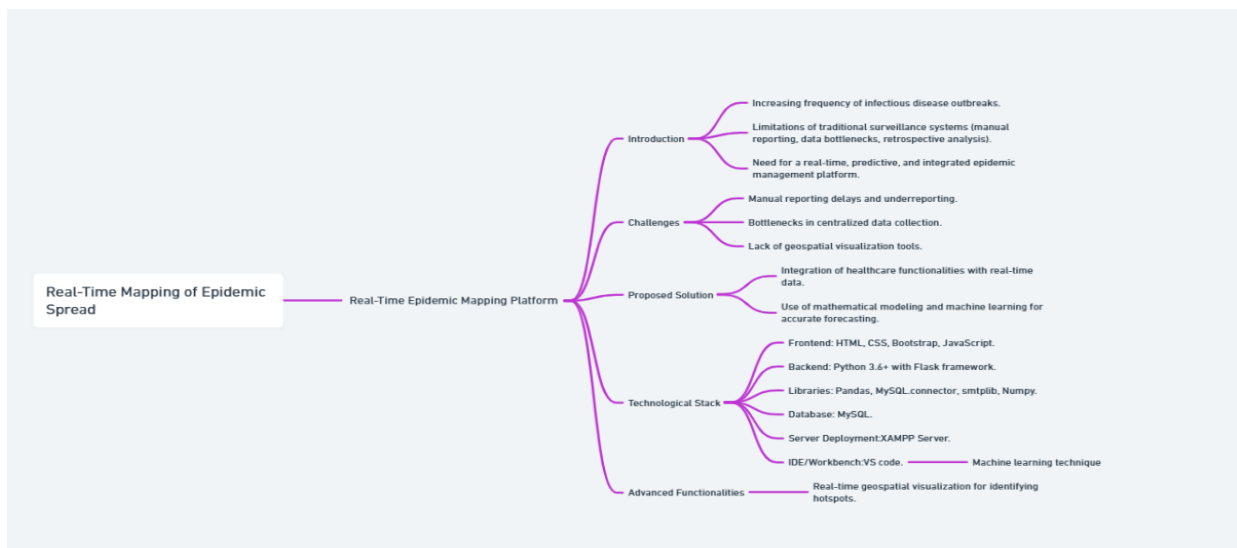 Real-Time Mapping of Epidemic
Spread
Real-Time Epidemic Mapping Platform
Introduction
Increasing frequency of infectious disease outbreaks.
Limitations of traditional surveillance systems (manual
reporting, data bottlenecks, retrospective analysis).
Need for a real-time, predictive, and integrated epidemic
management platform.
Challenges
Manual reporting delays and underreporting.
Bottlenecks in centralized data collection.
Lack of geospatial visualization tools.
Proposed Solution
Integration of healthcare functionalities with real-time
data.
Use of mathematical modeling and machine learning for
accurate forecasting.
Technological Stack
Frontend: HTML, CSS, Bootstrap, JavaScript.
Backend: Python 3.6+ with Flask framework.
Libraries: Pandas, MySQL.connector, smtplib, Numpy.
Database: MySQL.
Server Deployment:XAMPP Server.
IDE/Workbench:VS code.
Machine learning technique
Advanced Functionalities
Real-time geospatial visualization for identifying
hotspots.